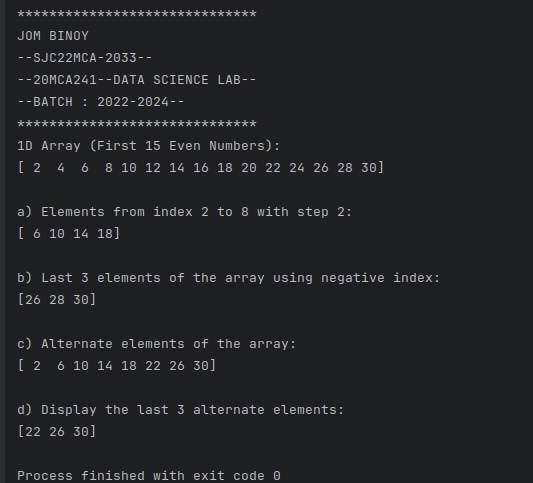 ******************************
JOM BINOY
--SJC22MCA-2033--
--20MCA241--DATA SCIENCE LAB--
--BATCH : 2022-2024--
******************************
1D Array (First 15 Even Numbers):
[ 2  4  6  8 10 12 14 16 18 20 22 24 26 28 30]
a) Elements from index 2 to 8 with step 2:
[ 6 10 14 18]
b) Last 3 elements of the array using negative index:
[26 28 30]
c) Alternate elements of the array:
[ 2  6 10 14 18 22 26 30]
d) Display the last 3 alternate elements:
[22 26 30]
Process finished with exit code 0